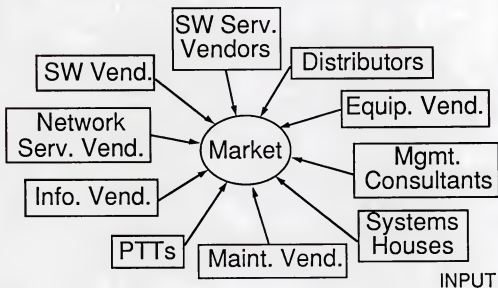 SW Serv.
Vendors
Distributors
SW Vend.
Equip. Vend.
Network
Serv. Vend.
Market
Mgmt.
Consultants
Info. Vend.
Systems
Houses
PTTs
Maint. Vend.
INPUT